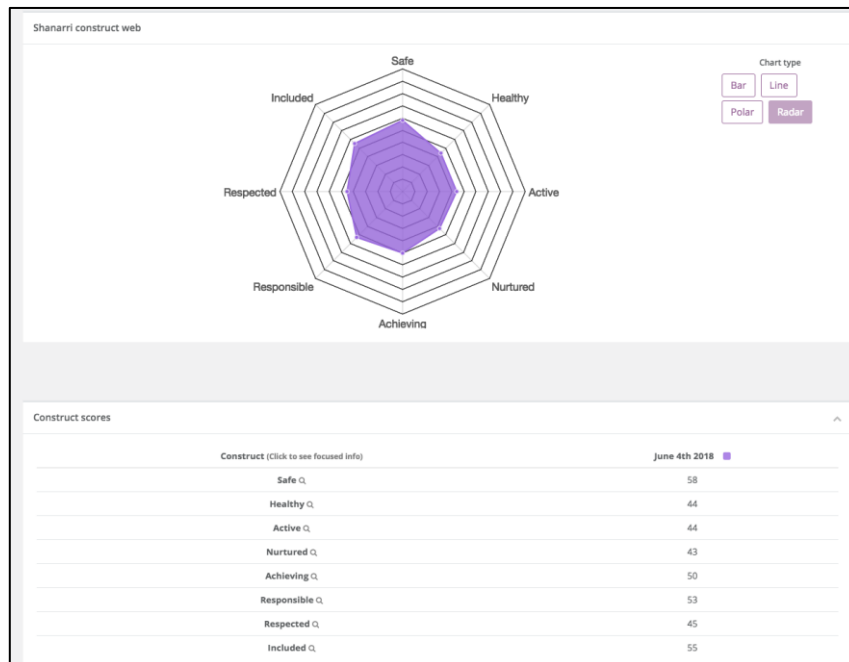 Shanarri construct web
Chart type
Bar Line
Polar Radar
Safe
Included Healthy
Respected Active
Responsible Nurtured
Achieving
Construct scores
Construct (Click to see focused info) June 4th 2018
Safe 58
Healthy 44
Active 44
Nurtured 43
Achieving 50
Responsible 53
Respected 45
Included 55